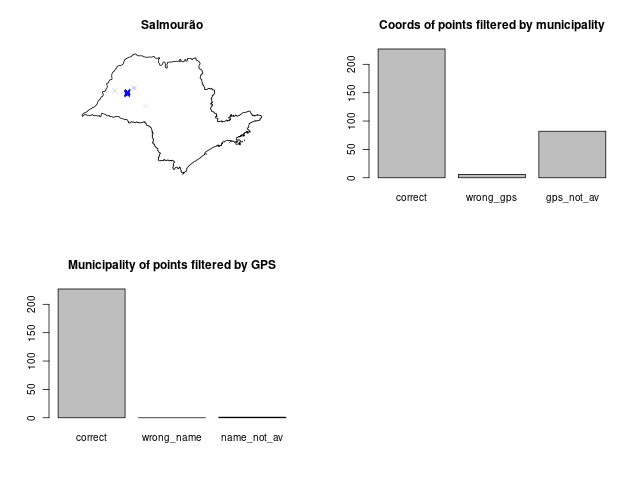 Salmourão
Coords of points filtered by municipality
200
150
100
50
0
correct wrong_gps gps_not_av
Municipality of points filtered by GPS
200
150
100
50
0
correct wrong_name name_not_av